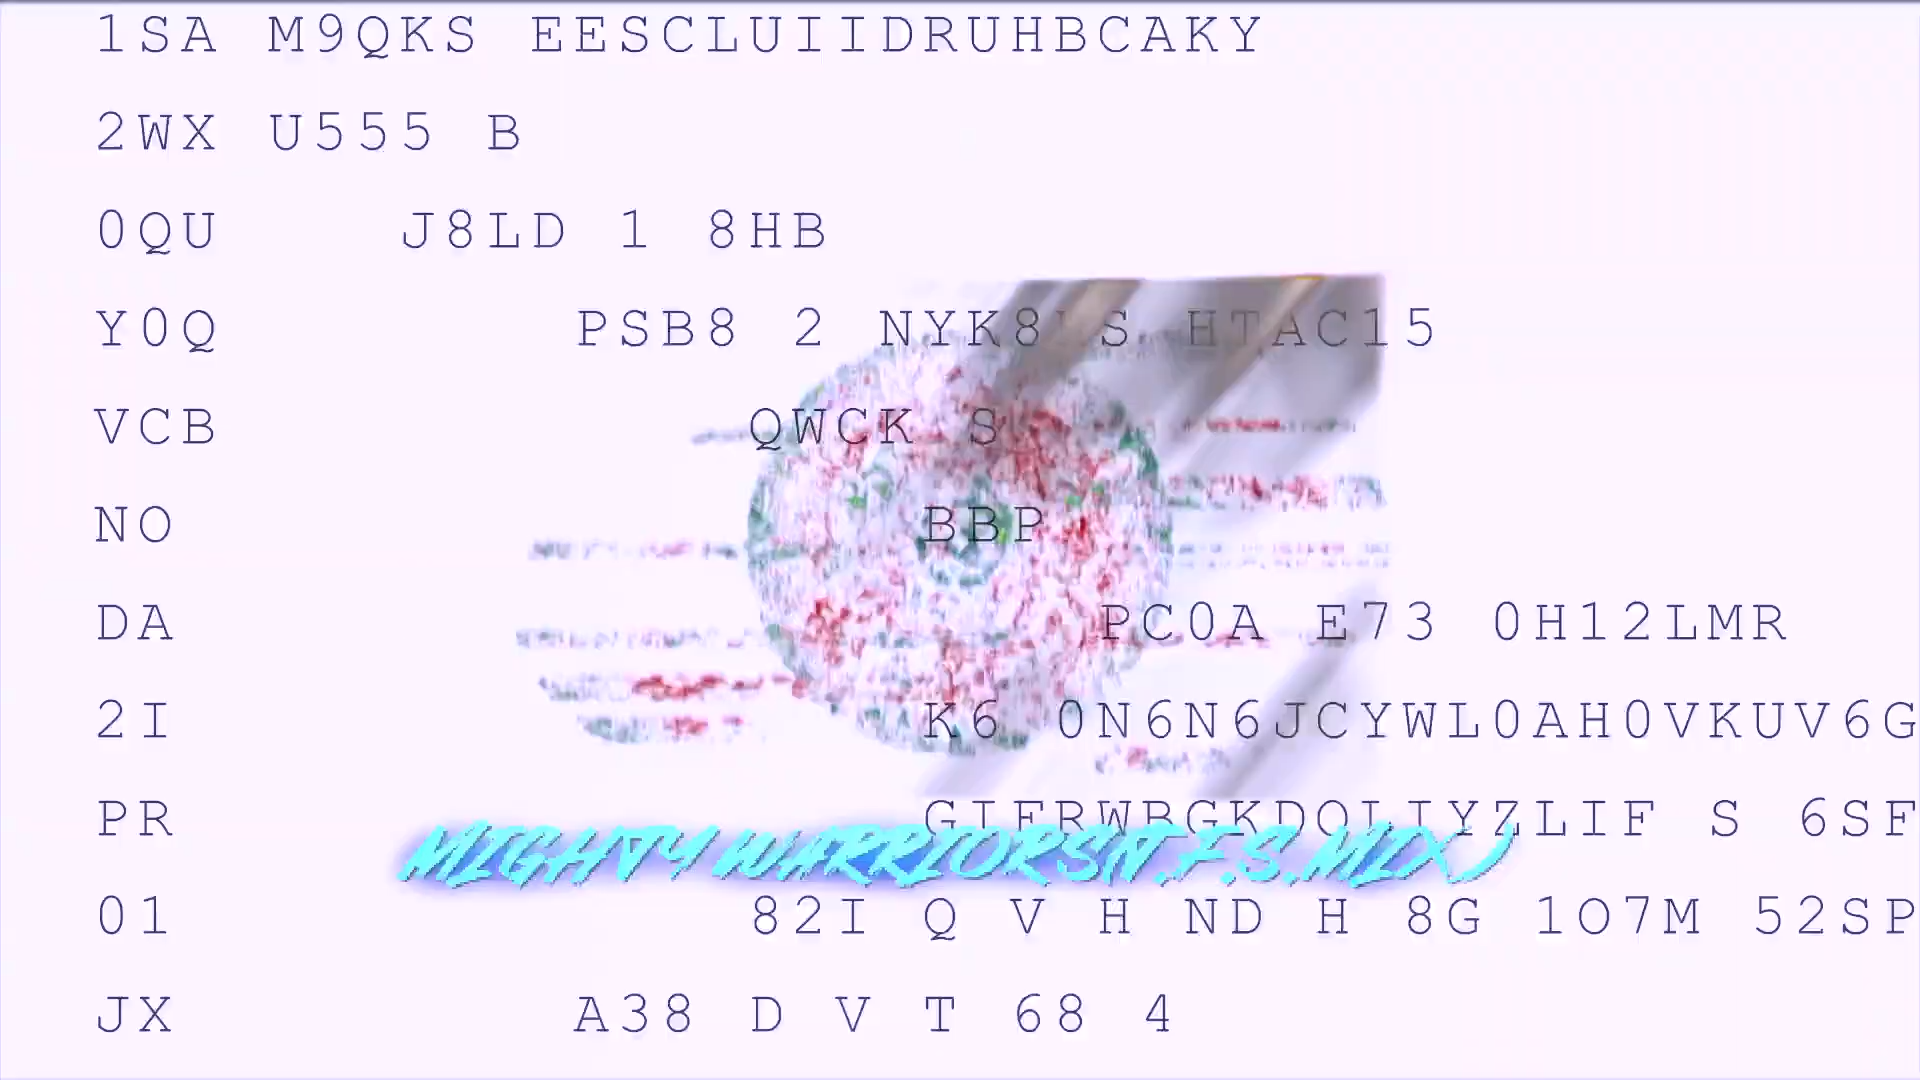 1SA M9QKS EESCLUIIDRUHBCAKY
2WX U555 B
0QU J8LD 1 8HB
Y0Q PSB8 2 NYK8 S HTAC15
VCB QWCK S
NO BBP
DA PC0A E73 0H12LMR
2I K6 0N6N6JCYWL0AH0VKUV6G
PR S 6SF
MIGHTY WARRIORS(N.F.S.MIX)
01 82I Q V H ND H 8G 1O7M 52SP
JX A38 D V T 68 4